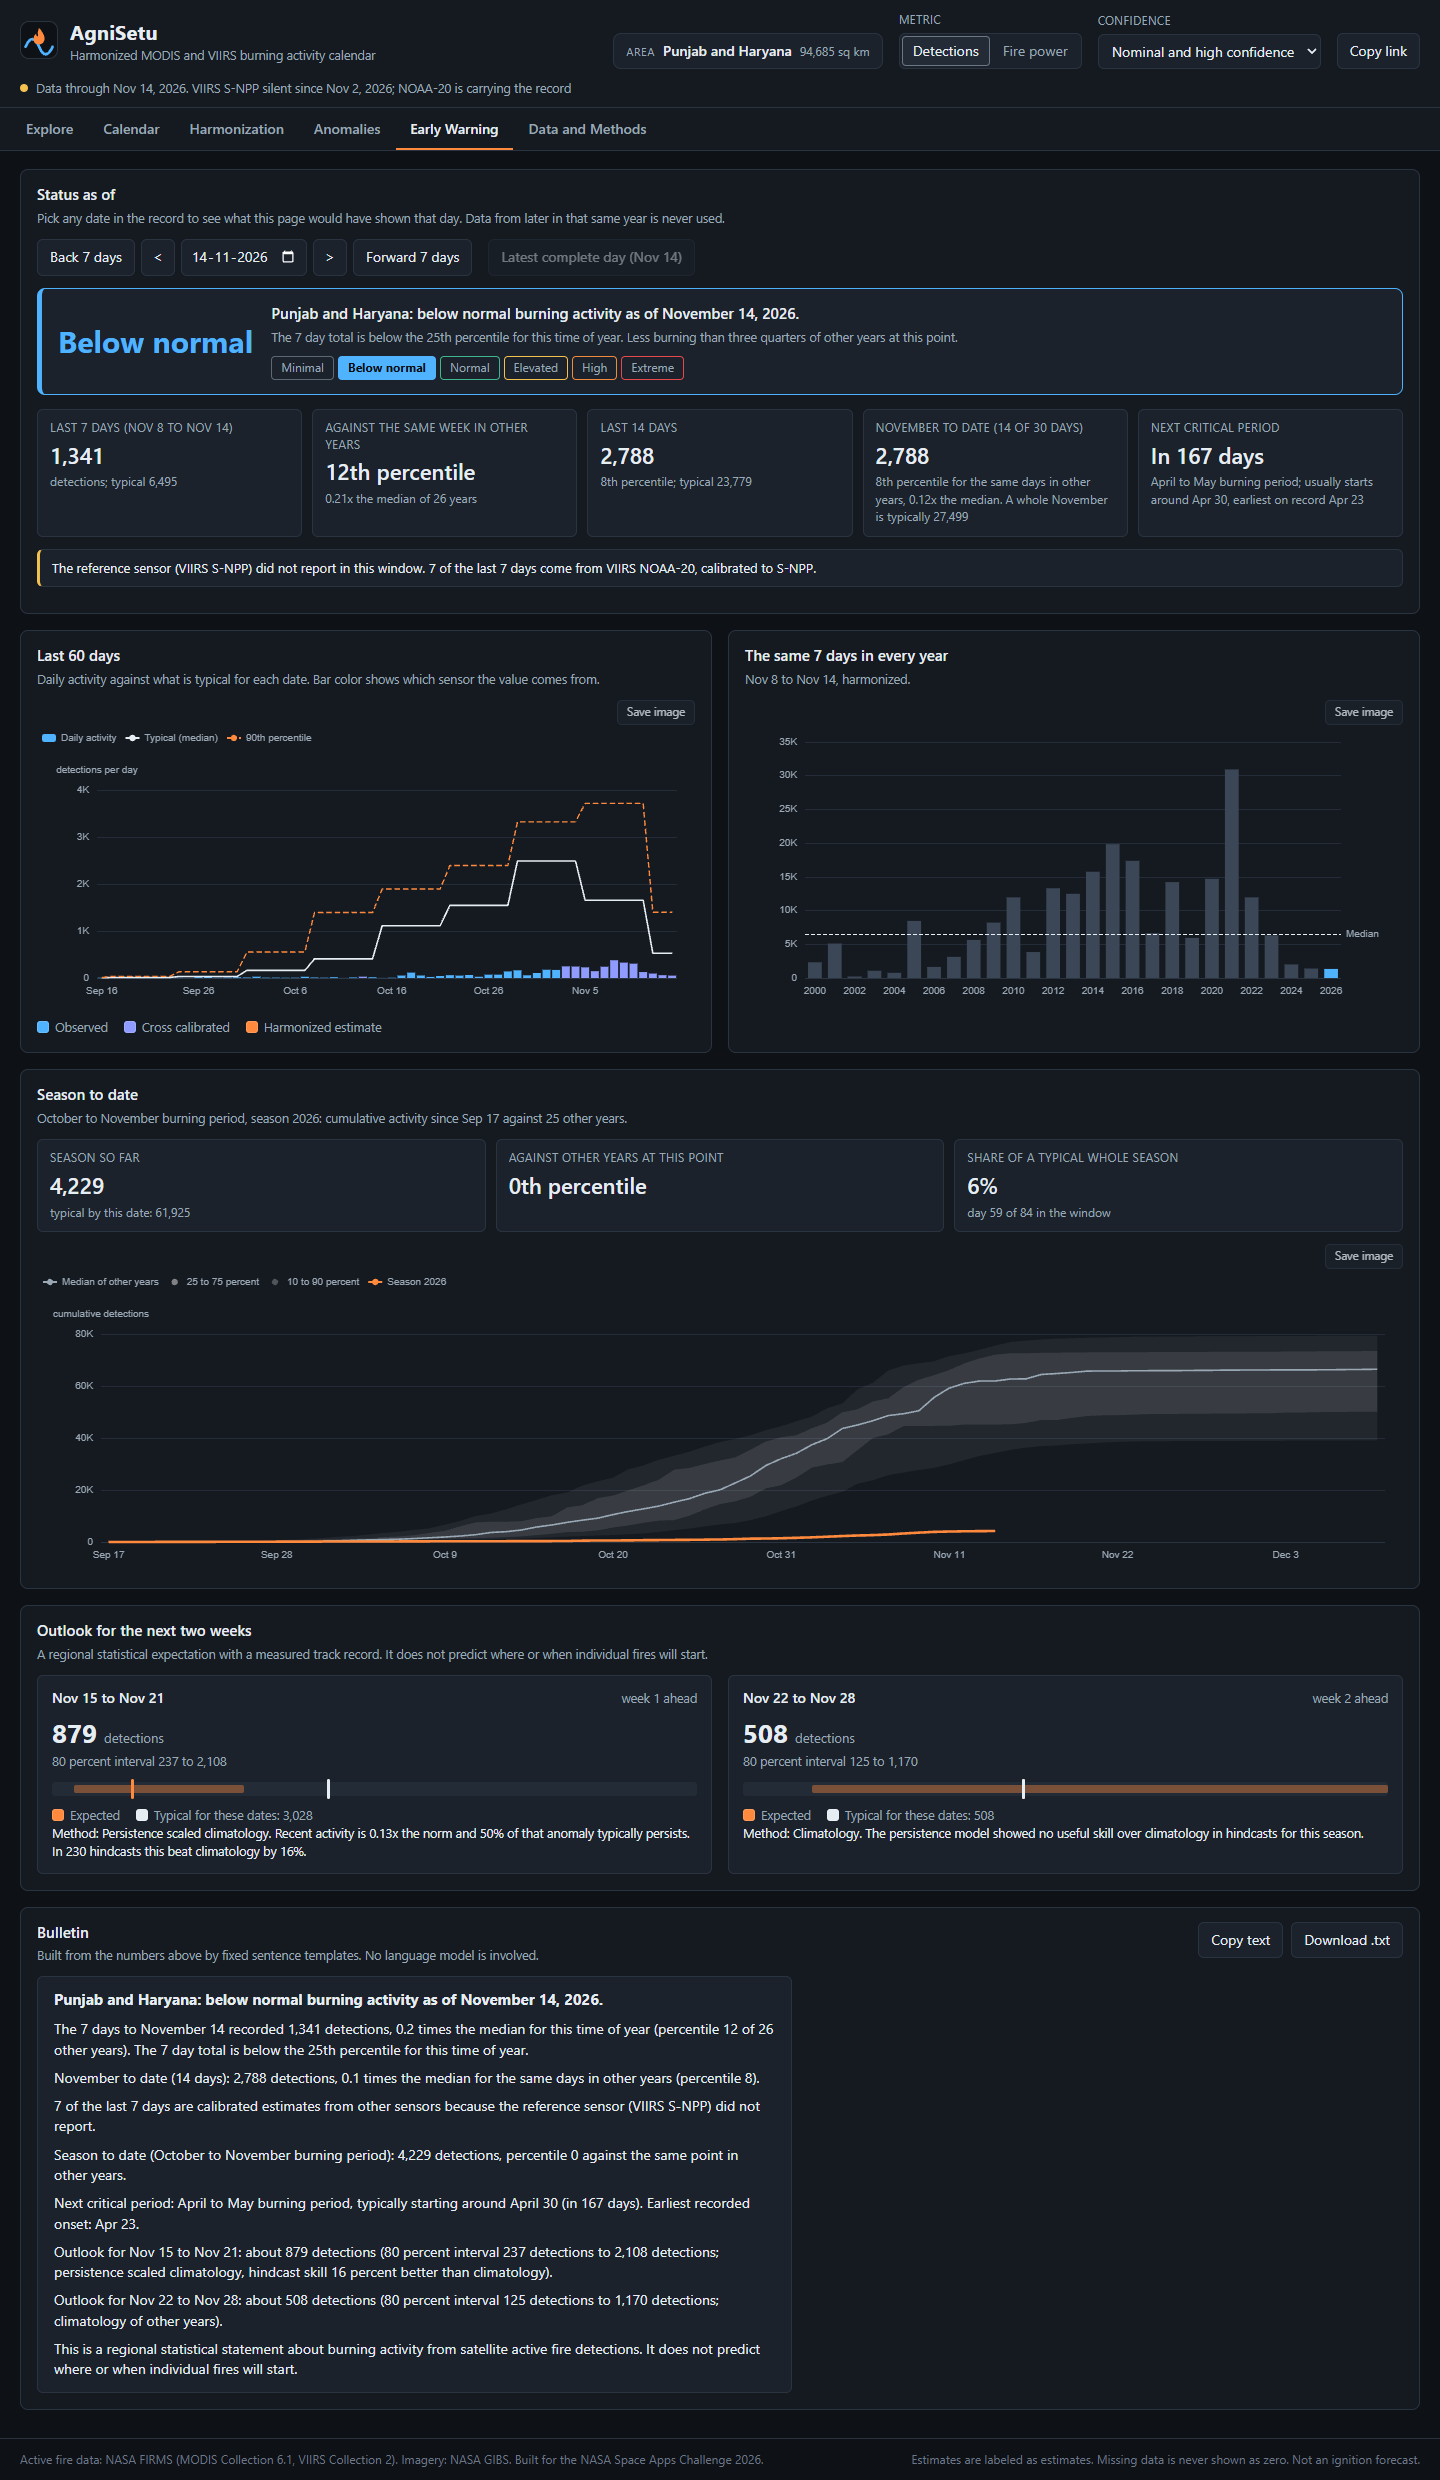 AgniSetu
Harmonized MODIS and VIIRS burning activity calendar
AREA Punjab and Haryana 94,685 sq km
METRIC
Detections Fire power
CONFIDENCE
Nominal and high confidence
Copy link
Data through Nov 14, 2026. VIIRS S-NPP silent since Nov 2, 2026; NOAA-20 is carrying the record
Explore Calendar Harmonization Anomalies Early Warning Data and Methods
Status as of
Pick any date in the record to see what this page would have shown that day. Data from later in that same year is never used.
Back 7 days < 14-11-2026 > Forward 7 days Latest complete day (Nov 14)
Below normal
Punjab and Haryana: below normal burning activity as of November 14, 2026.
The 7 day total is below the 25th percentile for this time of year. Less burning than three quarters of other years at this point.
Minimal Below normal Normal Elevated High Extreme
LAST 7 DAYS (NOV 8 TO NOV 14)
1,341
detections; typical 6,495
AGAINST THE SAME WEEK IN OTHER
YEARS
12th percentile
0.21x the median of 26 years
LAST 14 DAYS
2,788
8th percentile; typical 23,779
NOVEMBER TO DATE (14 OF 30 DAYS)
2,788
8th percentile for the same days in other
years, 0.12x the median. A whole November
is typically 27,499
NEXT CRITICAL PERIOD
In 167 days
April to May burning period; usually starts
around Apr 30, earliest on record Apr 23
The reference sensor (VIIRS S-NPP) did not report in this window. 7 of the last 7 days come from VIIRS NOAA-20, calibrated to S-NPP.
Last 60 days
Daily activity against what is typical for each date. Bar color shows which sensor the value comes from.
Save image
Daily activity Typical (median) 90th percentile
detections per day
4K
3K
2K
1K
0
Sep 16 Sep 26 Oct 6 Oct 16 Oct 26 Nov 5
Observed Cross calibrated Harmonized estimate
The same 7 days in every year
Nov 8 to Nov 14, harmonized.
Save image
35K
30K
25K
20K
15K
10K
5K
0
Median
2000 2002 2004 2006 2008 2010 2012 2014 2016 2018 2020 2022 2024 2026
Season to date
October to November burning period, season 2026: cumulative activity since Sep 17 against 25 other years.
SEASON SO FAR
4,229
typical by this date: 61,925
AGAINST OTHER YEARS AT THIS POINT
0th percentile
SHARE OF A TYPICAL WHOLE SEASON
6%
day 59 of 84 in the window
Save image
Median of other years 25 to 75 percent 10 to 90 percent Season 2026
cumulative detections
80K
60K
40K
20K
0
Sep 17 Sep 28 Oct 9 Oct 20 Oct 31 Nov 11 Nov 22 Dec 3
Outlook for the next two weeks
A regional statistical expectation with a measured track record. It does not predict where or when individual fires will start.
Nov 15 to Nov 21 week 1 ahead
879 detections
80 percent interval 237 to 2,108
Expected Typical for these dates: 3,028
Method: Persistence scaled climatology. Recent activity is 0.13x the norm and 50% of that anomaly typically persists.
In 230 hindcasts this beat climatology by 16%.
Nov 22 to Nov 28 week 2 ahead
508 detections
80 percent interval 125 to 1,170
Expected Typical for these dates: 508
Method: Climatology. The persistence model showed no useful skill over climatology in hindcasts for this season.
Bulletin
Built from the numbers above by fixed sentence templates. No language model is involved.
Copy text Download .txt
Punjab and Haryana: below normal burning activity as of November 14, 2026.
The 7 days to November 14 recorded 1,341 detections, 0.2 times the median for this time of year (percentile 12 of 26
other years). The 7 day total is below the 25th percentile for this time of year.
November to date (14 days): 2,788 detections, 0.1 times the median for the same days in other years (percentile 8).
7 of the last 7 days are calibrated estimates from other sensors because the reference sensor (VIIRS S-NPP) did not
report.
Season to date (October to November burning period): 4,229 detections, percentile 0 against the same point in
other years.
Next critical period: April to May burning period, typically starting around April 30 (in 167 days). Earliest recorded
onset: Apr 23.
Outlook for Nov 15 to Nov 21: about 879 detections (80 percent interval 237 detections to 2,108 detections;
persistence scaled climatology, hindcast skill 16 percent better than climatology).
Outlook for Nov 22 to Nov 28: about 508 detections (80 percent interval 125 detections to 1,170 detections;
climatology of other years).
This is a regional statistical statement about burning activity from satellite active fire detections. It does not predict
where or when individual fires will start.
Active fire data: NASA FIRMS (MODIS Collection 6.1, VIIRS Collection 2). Imagery: NASA GIBS. Built for the NASA Space Apps Challenge 2026.
Estimates are labeled as estimates. Missing data is never shown as zero. Not an ignition forecast.